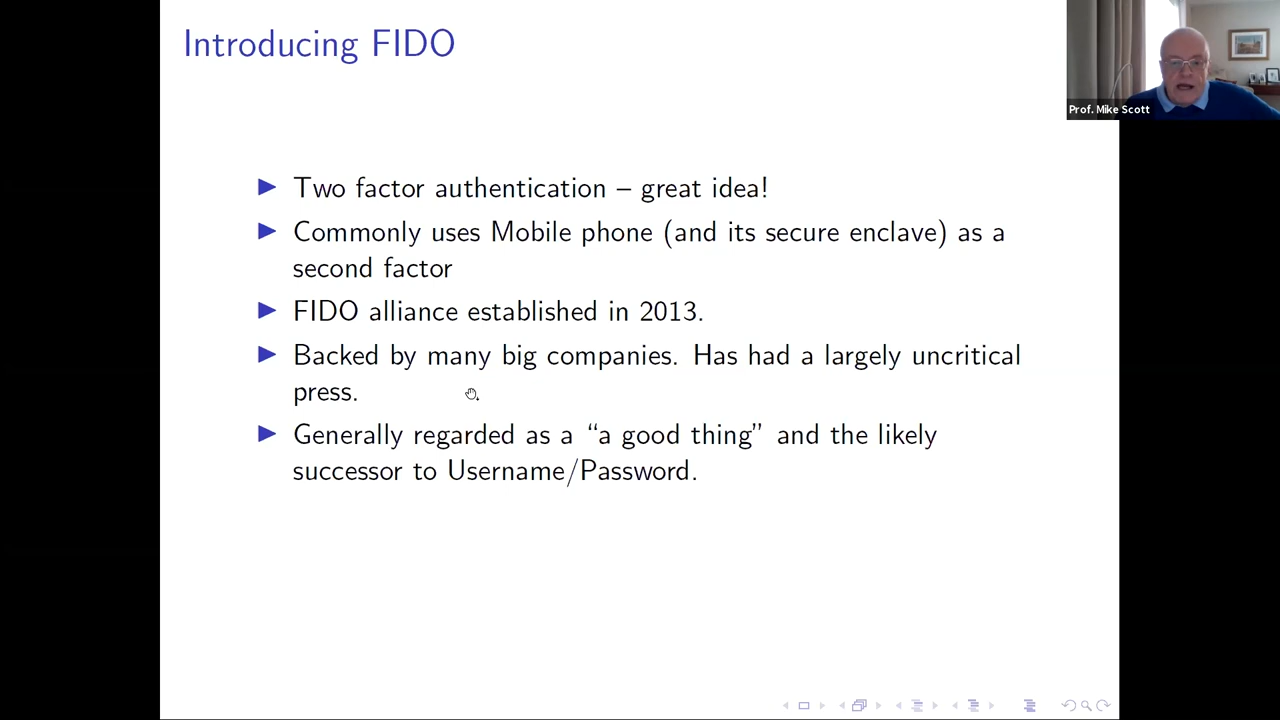 Introducing FIDO
Prof. Mike Scott
Two factor authentication – great idea!
Commonly uses Mobile phone (and its secure enclave) as a
second factor
FIDO alliance established in 2013.
Backed by many big companies. Has had a largely uncritical
press.
Generally regarded as a “a good thing” and the likely
successor to Username/Password.